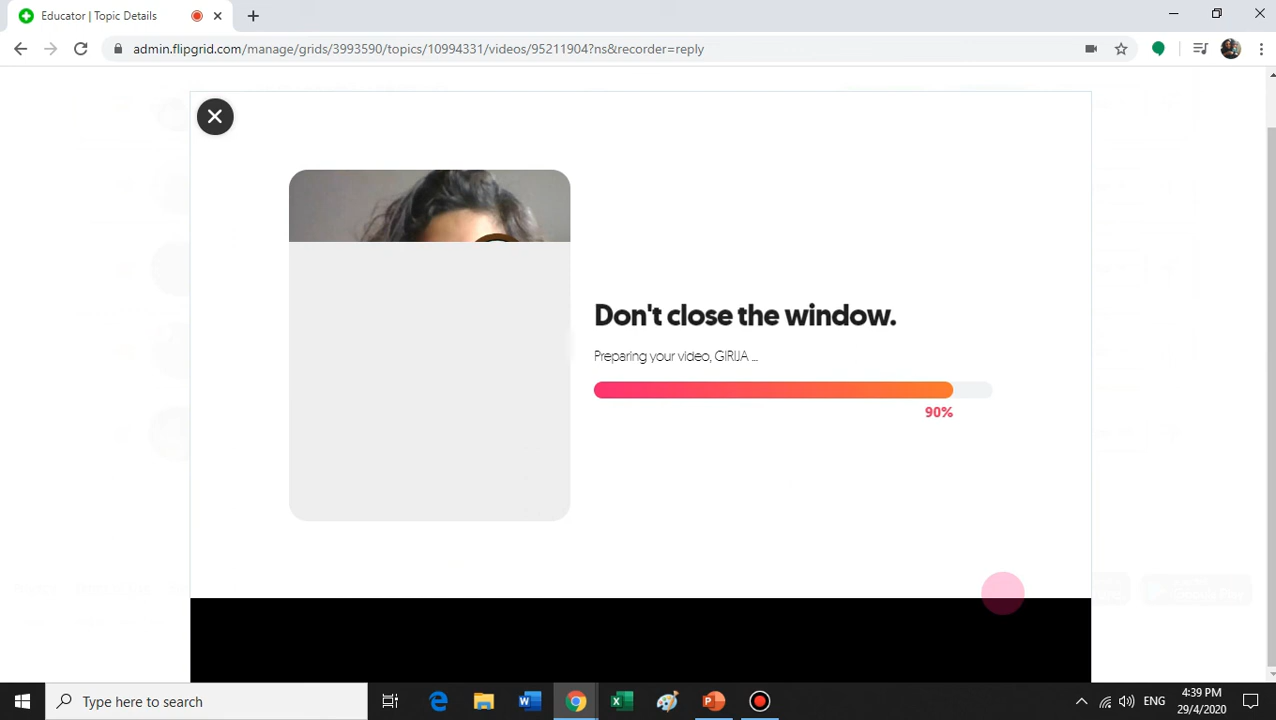 Educator | Topic Details
admin.flipgrid.com/manage/grids/3993590/topics/10994331/videos/95211904?ns&recorder=reply
Don't close the window.
Preparing your video, GIRIJA ...
90%
Type here to search
ENG
4:39 PM
29/4/2020